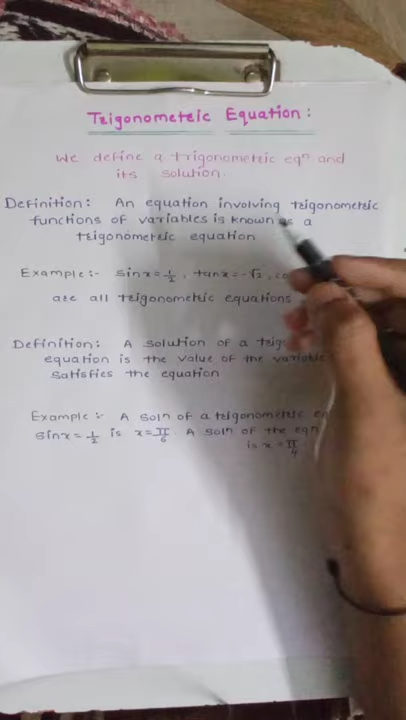 Trigonometric Equation:
We define a trigonometric eqn and
its solution.
Definition: An equation involving trigonometric
functions of variables is known as a
trigonometric equation
Example:- sinx=1/2, tanx=-√2,
are all trigonometric equations
Definition: A solution of a
equation is the value of the variable
satisfies the equation
Example:- A soln of a trigonometric
sinx=1/2 is x=π/6. A soln of the eqn
is x=π/4